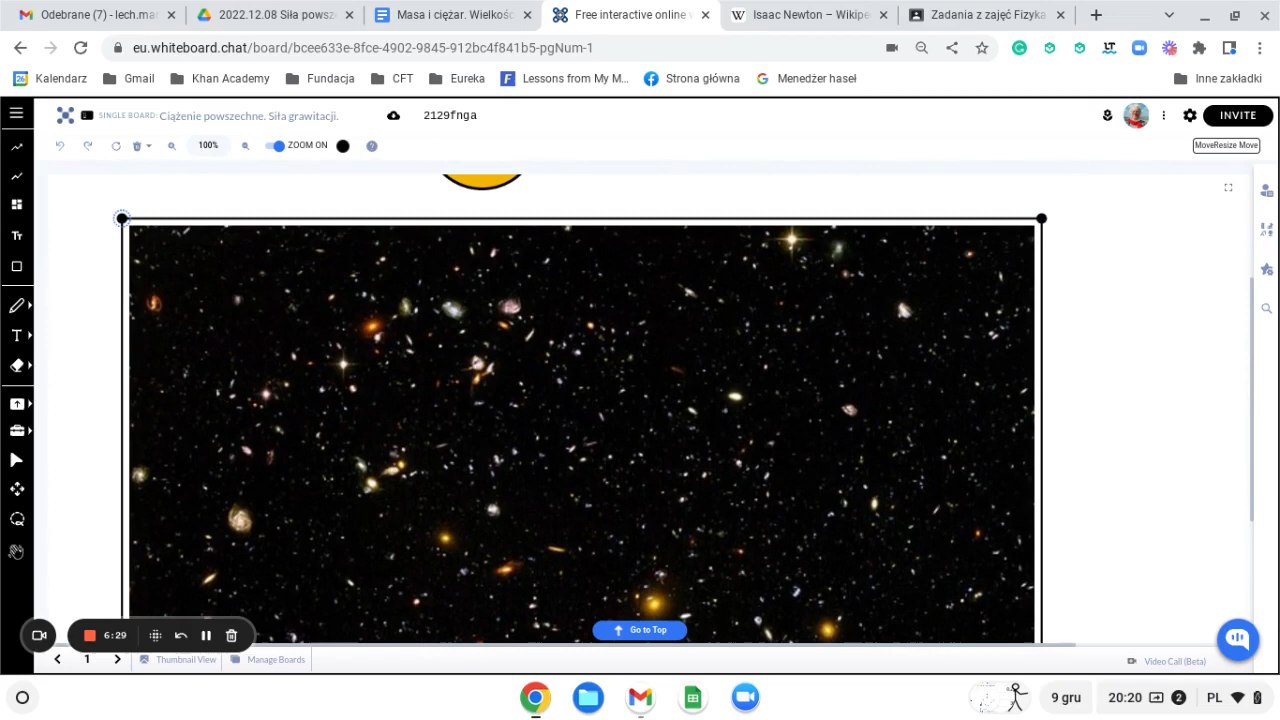 Odebrane (7) - lech.mar
2022.12.08 Siła powsz
Masa i ciężar. Wielkośc
Free interactive online w
Isaac Newton – Wikipe
Zadania z zajęć Fizyka
eu.whiteboard.chat/board/bcee633e-8fce-4902-9845-912bc4f841b5-pgNum-1
Kalendarz
Gmail
Khan Academy
Fundacja
CFT
Eureka
Lessons from My M...
Strona główna
Menedżer haseł
Inne zakładki
SINGLE BOARD: Ciążenie powszechne. Siła grawitacji.
2129fnga
INVITE
100%
ZOOM ON
MoveResize Move
6:29
Go to Top
1
Thumbnail View
Manage Boards
Video Call (Beta)
9 gru
20:20
2
PL